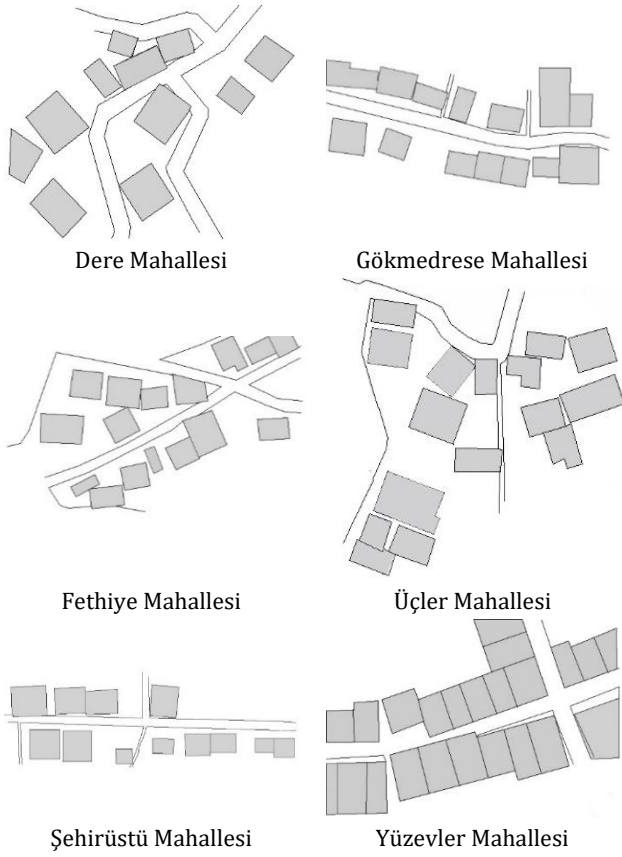 Dere Mahallesi
Gökmedrese Mahallesi
Fethiye Mahallesi
Üçler Mahallesi
Şehirüstü Mahallesi
Yüzevler Mahallesi